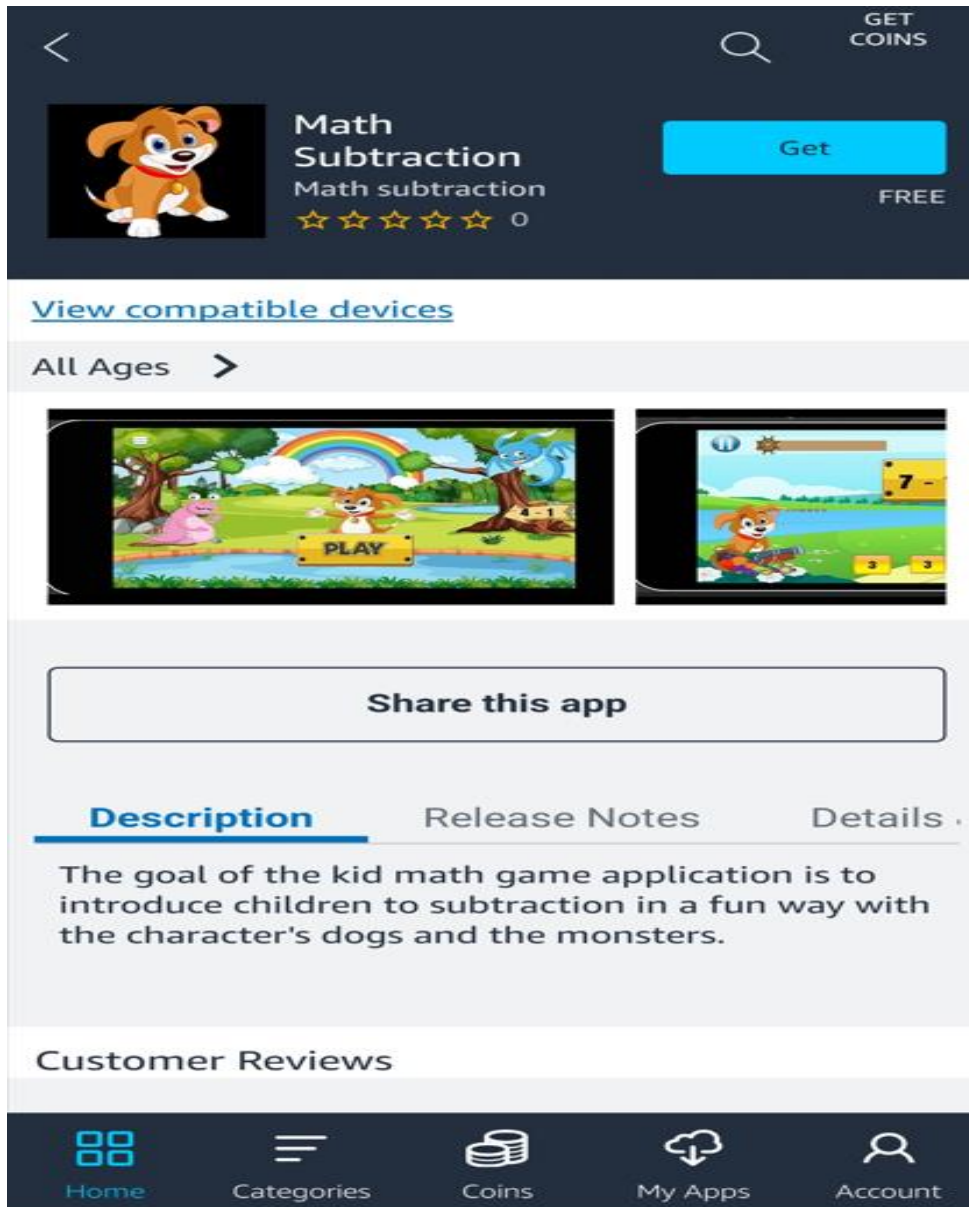 GET
COINS
Math
Subtraction
Math subtraction
0
Get
FREE
View compatible devices
All Ages
PLAY
4 - 1
7 -
3 3
Share this app
Description Release Notes Details
The goal of the kid math game application is to
introduce children to subtraction in a fun way with
the character's dogs and the monsters.
Customer Reviews
Home Categories Coins My Apps Account